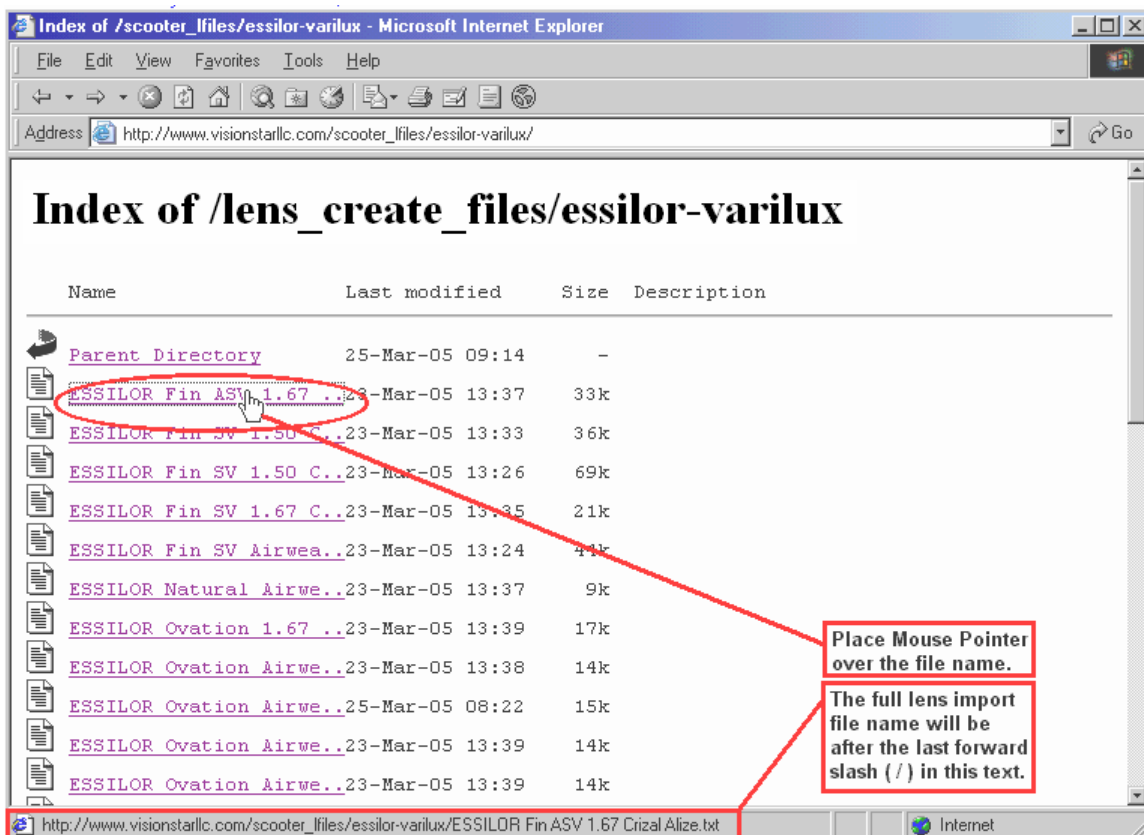 Index of /scooter_lfiles/essilor-varilux - Microsoft Internet Explorer
File Edit View Favorites Tools Help
Address http://www.visionstarllc.com/scooter_lfiles/essilor-varilux/ Go
Index of /lens_create_files/essilor-varilux
Name Last modified Size Description
Parent Directory 25-Mar-05 09:14 -
ESSILOR Fin ASV 1.67 ..23-Mar-05 13:37 33k
ESSILOR Fin SV 1.50 C..23-Mar-05 13:33 36k
ESSILOR Fin SV 1.50 C..23-Mar-05 13:26 69k
ESSILOR Fin SV 1.67 C..23-Mar-05 13:35 21k
ESSILOR Fin SV Airwea..23-Mar-05 13:24 44k
ESSILOR Natural Airwe..23-Mar-05 13:37 9k
ESSILOR Ovation 1.67 ..23-Mar-05 13:39 17k
ESSILOR Ovation Airwe..23-Mar-05 13:38 14k
ESSILOR Ovation Airwe..25-Mar-05 08:22 15k
ESSILOR Ovation Airwe..23-Mar-05 13:39 14k
ESSILOR Ovation Airwe..23-Mar-05 13:39 14k
Place Mouse Pointer
over the file name.
The full lens import
file name will be
after the last forward
slash ( / ) in this text.
http://www.visionstarllc.com/scooter_lfiles/essilor-varilux/ESSILOR Fin ASV 1.67 Crizal Alize.txt Internet